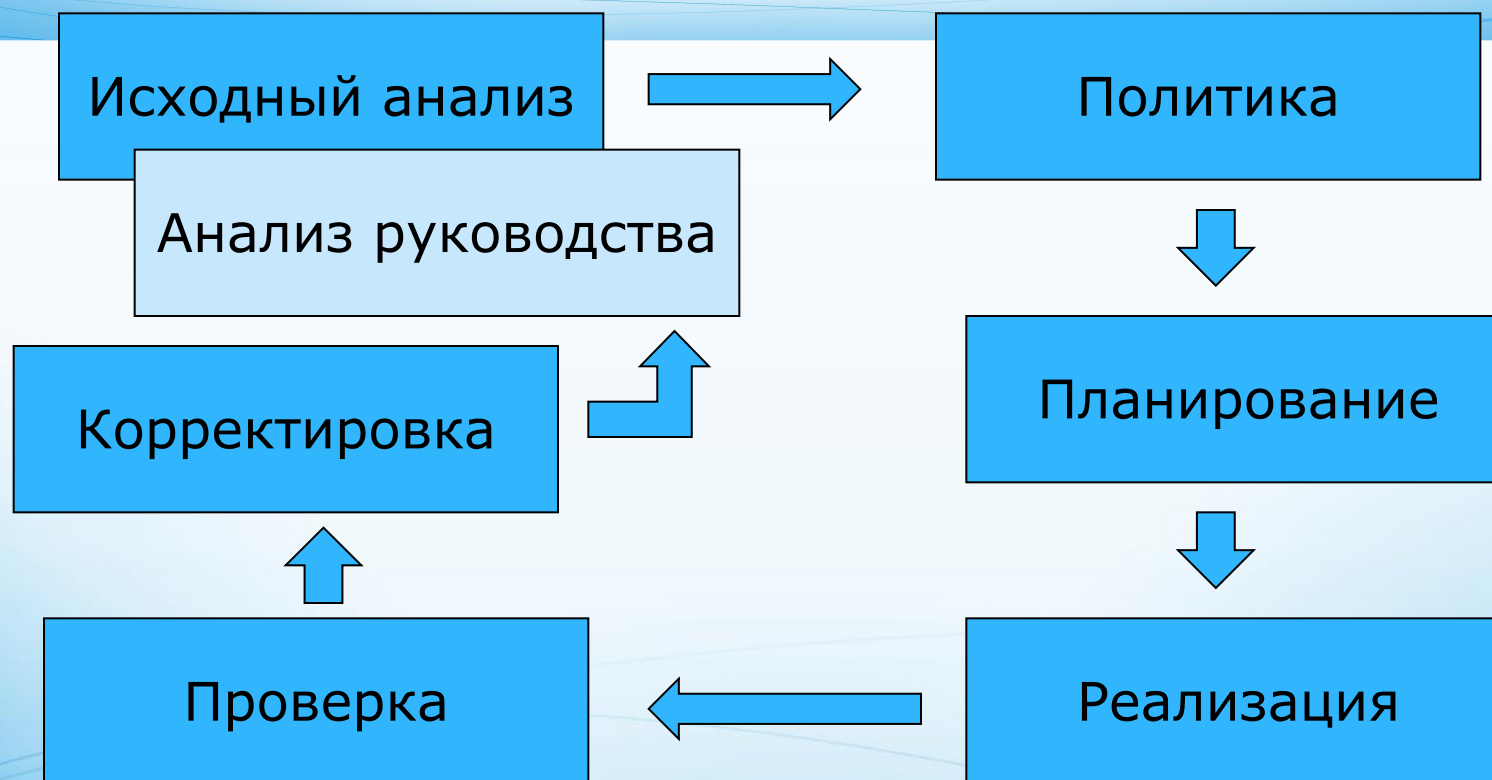 Исходный анализ
Политика
Анализ руководства
Планирование
Корректировка
Проверка
Реализация